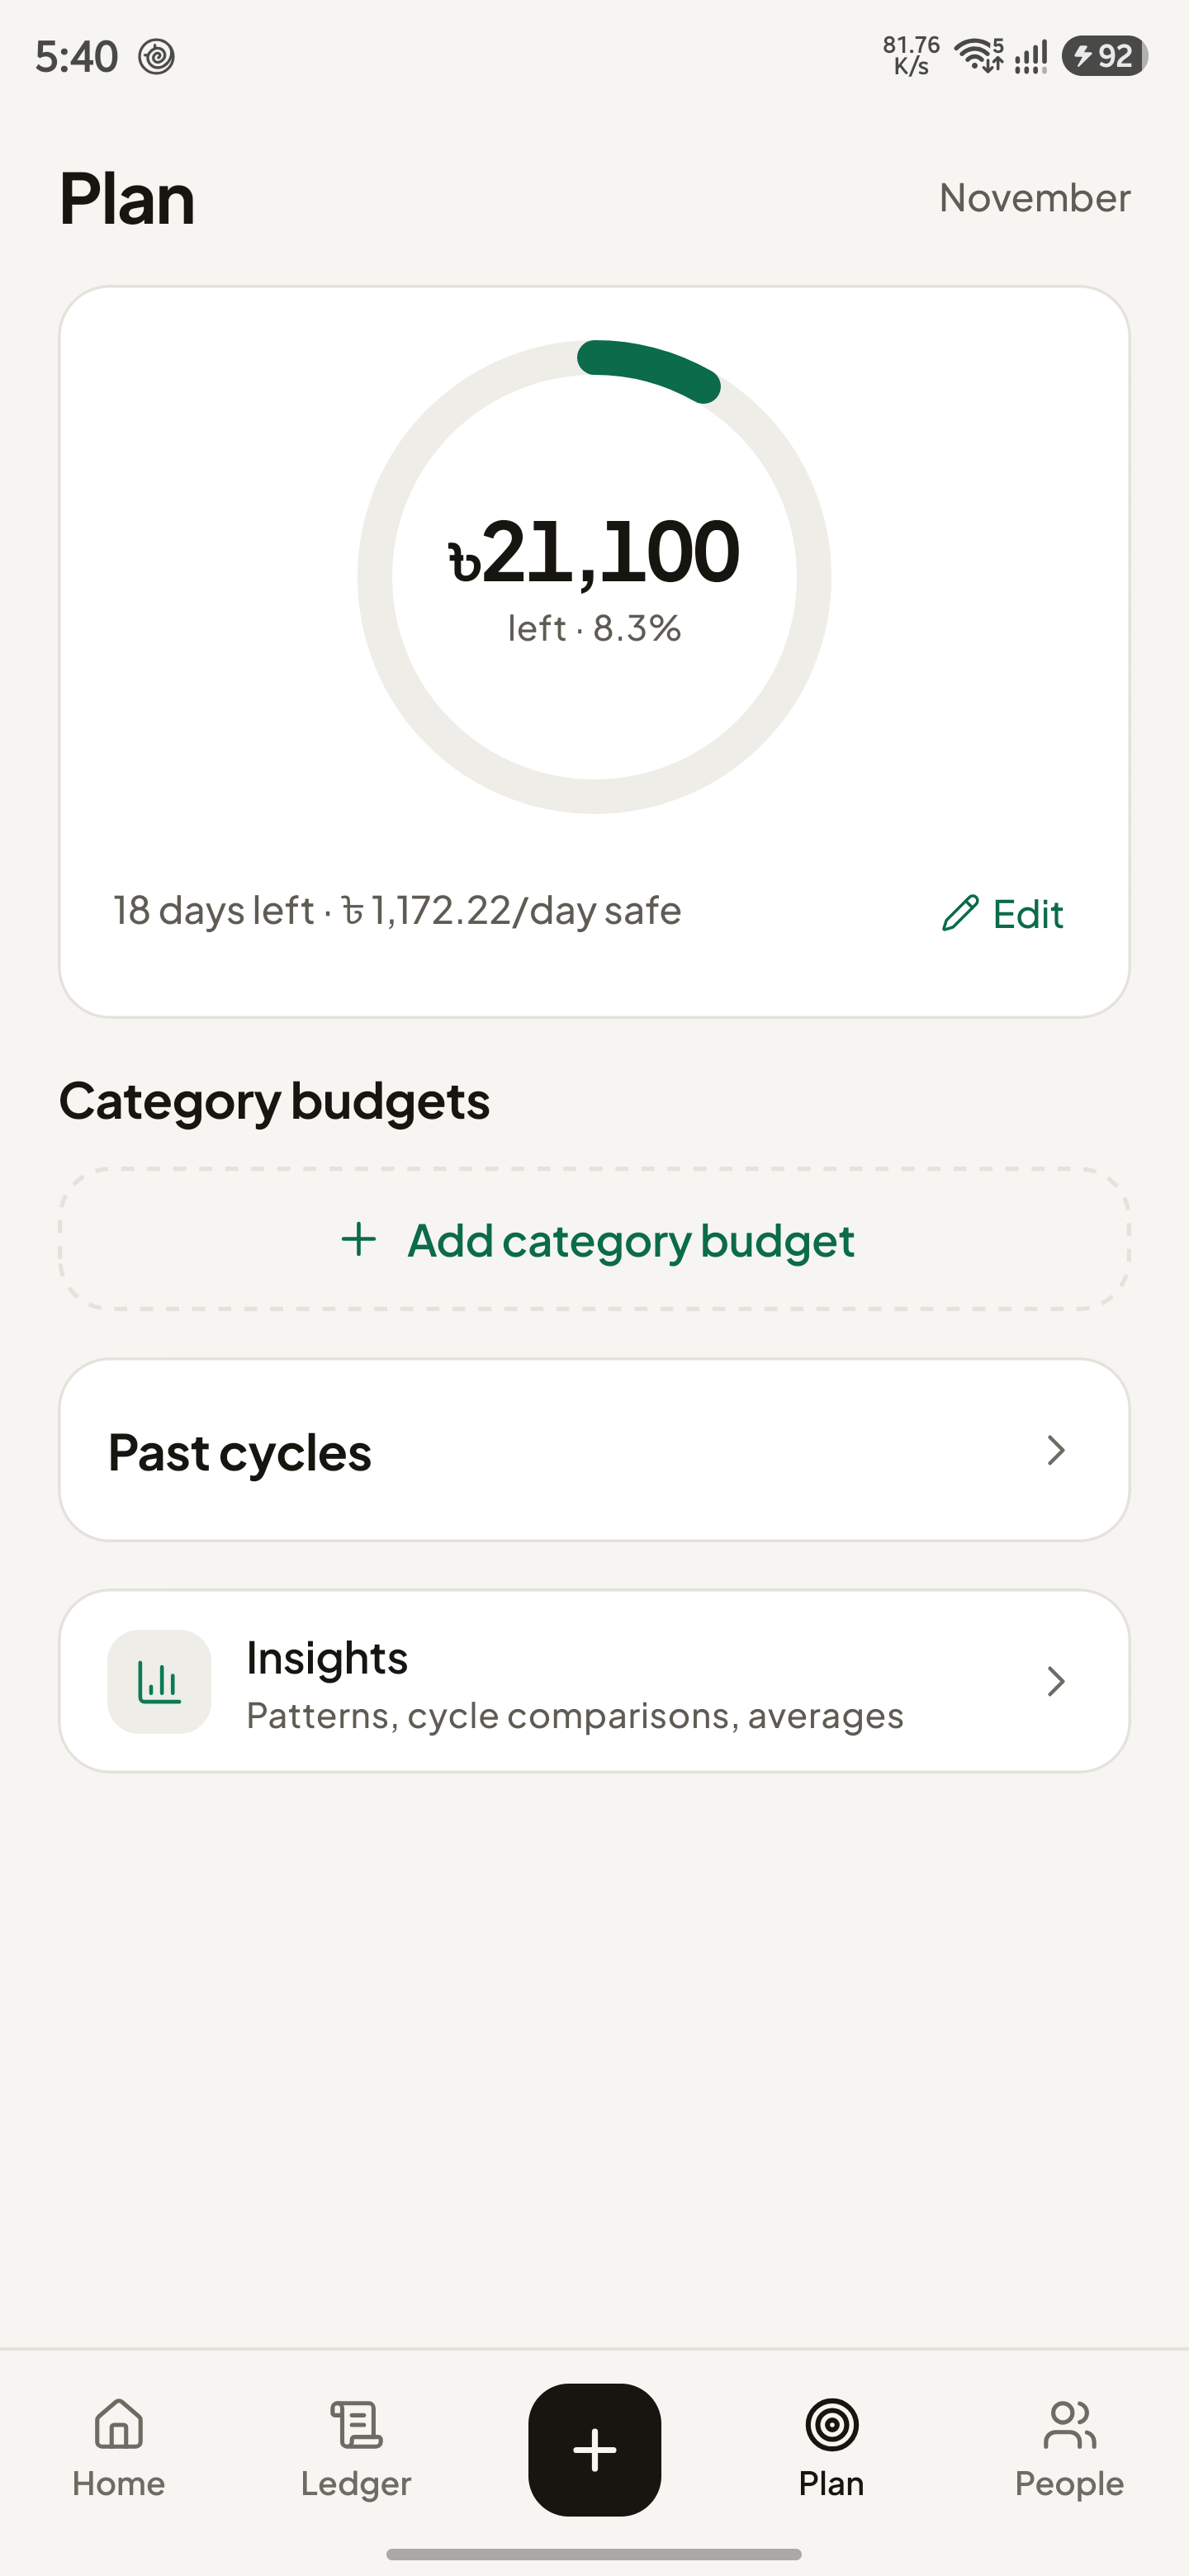 5:40
81.76
K/s
5
92
Plan
November
৳21,100
left · 8.3%
18 days left · ৳ 1,172.22/day safe
Edit
Category budgets
+ Add category budget
Past cycles
Insights
Patterns, cycle comparisons, averages
Home
Ledger
Plan
People